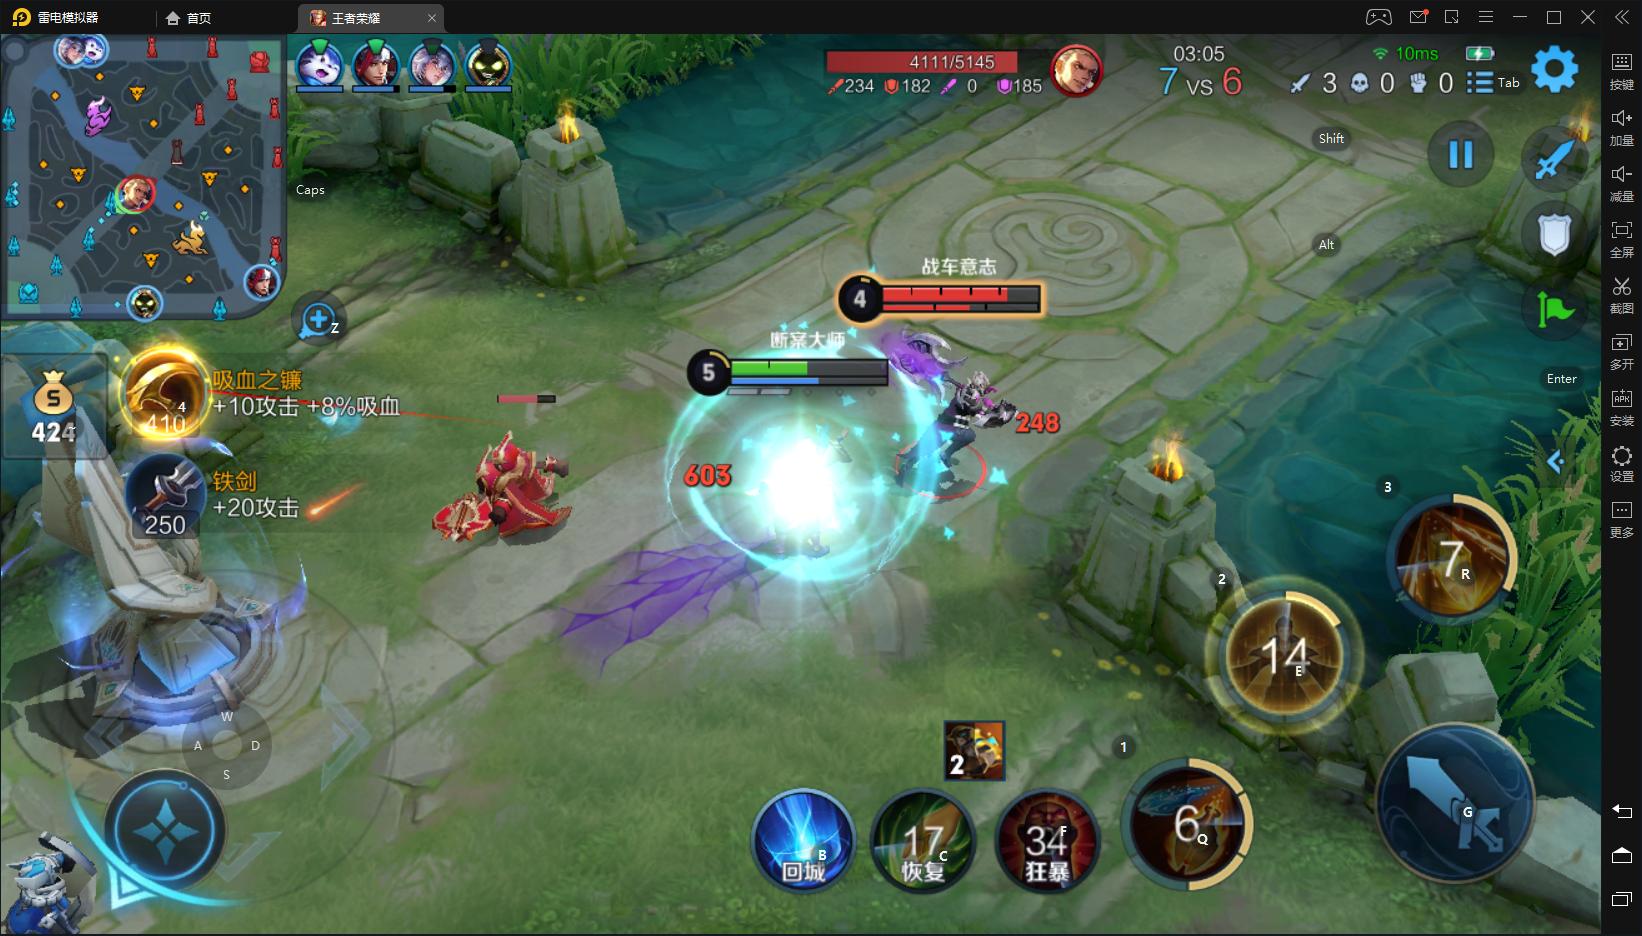 雷电模拟器
首页
王者荣耀
4111/5145
234 182 0 185
03:05
7 VS 6
10ms
3 0 0
Tab
按键
加量
减量
全屏
截图
多开
安装
设置
更多
Shift
Caps
Alt
Z
Enter
战车意志
4
断案大师
5
吸血之镰
+10攻击 +8%吸血
4
410
S
424
铁剑
+20攻击
250
248
603
3
7
R
2
14
E
W
A
D
S
2
1
6
Q
G
B
回城
17
C
恢复
34
F
狂暴
APK